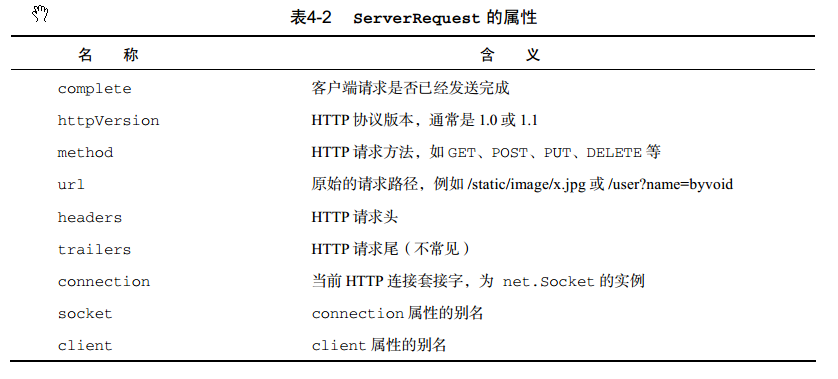 表4-2 ServerRequest 的属性
名 称 含 义
complete 客户端请求是否已经发送完成
httpVersion HTTP 协议版本，通常是 1.0 或 1.1
method HTTP 请求方法，如 GET、POST、PUT、DELETE 等
url 原始的请求路径，例如 /static/image/x.jpg 或 /user?name=byvoid
headers HTTP 请求头
trailers HTTP 请求尾（不常见）
connection 当前 HTTP 连接套接字，为 net.Socket 的实例
socket connection 属性的别名
client client 属性的别名